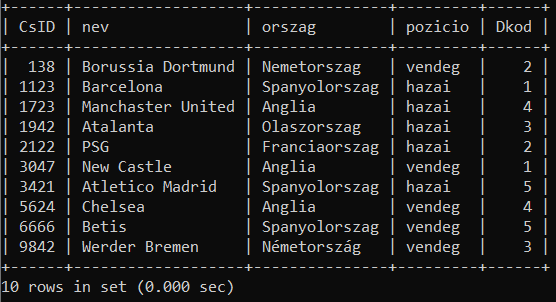 +------+-------------------+--------------+---------+------+
| CsID | nev               | orszag       | pozicio | Dkod |
+------+-------------------+--------------+---------+------+
|  138 | Borussia Dortmund | Nemetorszag  | vendeg  |    2 |
| 1123 | Barcelona         | Spanyolorszag | hazai   |    1 |
| 1723 | Manchaster United | Anglia       | hazai   |    4 |
| 1942 | Atalanta          | Olaszorszag  | hazai   |    3 |
| 2122 | PSG               | Franciaorszag | hazai   |    2 |
| 3047 | New Castle        | Anglia       | vendeg  |    1 |
| 3421 | Atletico Madrid   | Spanyolorszag | hazai   |    5 |
| 5624 | Chelsea           | Anglia       | vendeg  |    4 |
| 6666 | Betis             | Spanyolorszag | vendeg  |    5 |
| 9842 | Werder Bremen     | Németország  | vendeg  |    3 |
+------+-------------------+--------------+---------+------+
10 rows in set (0.000 sec)